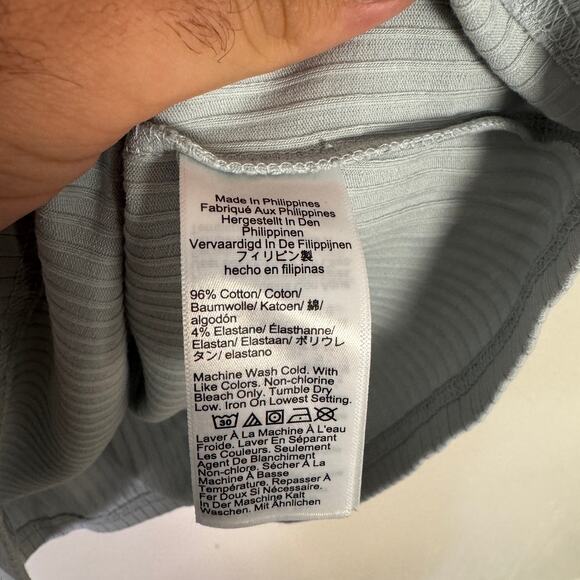 Made In Philippines
Fabriqué Aux Philippines
Hergestellt In Den
Philippinen
Vervaardigd In De Filippijnen
フィリピン製
hecho en filipinas
96% Cotton/ Coton/
Baumwolle/ Katoen/ 綿/
algodón
4% Elastane/ Élasthanne/
Elastan/ Elastaan/ ポリウレ
タン/ elastano
Machine Wash Cold. With
Like Colors. Non-chlorine
Bleach Only. Tumble Dry
Low. Iron On Lowest Setting.
30
Laver À La Machine À L'eau
Froide. Laver En Séparant
Les Couleurs. Seulement
Agent De Blanchiment
Non-chlore. Sécher À La
Machine À Basse
Température, Repasser À
Fer Doux Si Nécessaire.
In Der Maschine Kalt
Waschen. Mit Ähnlichen